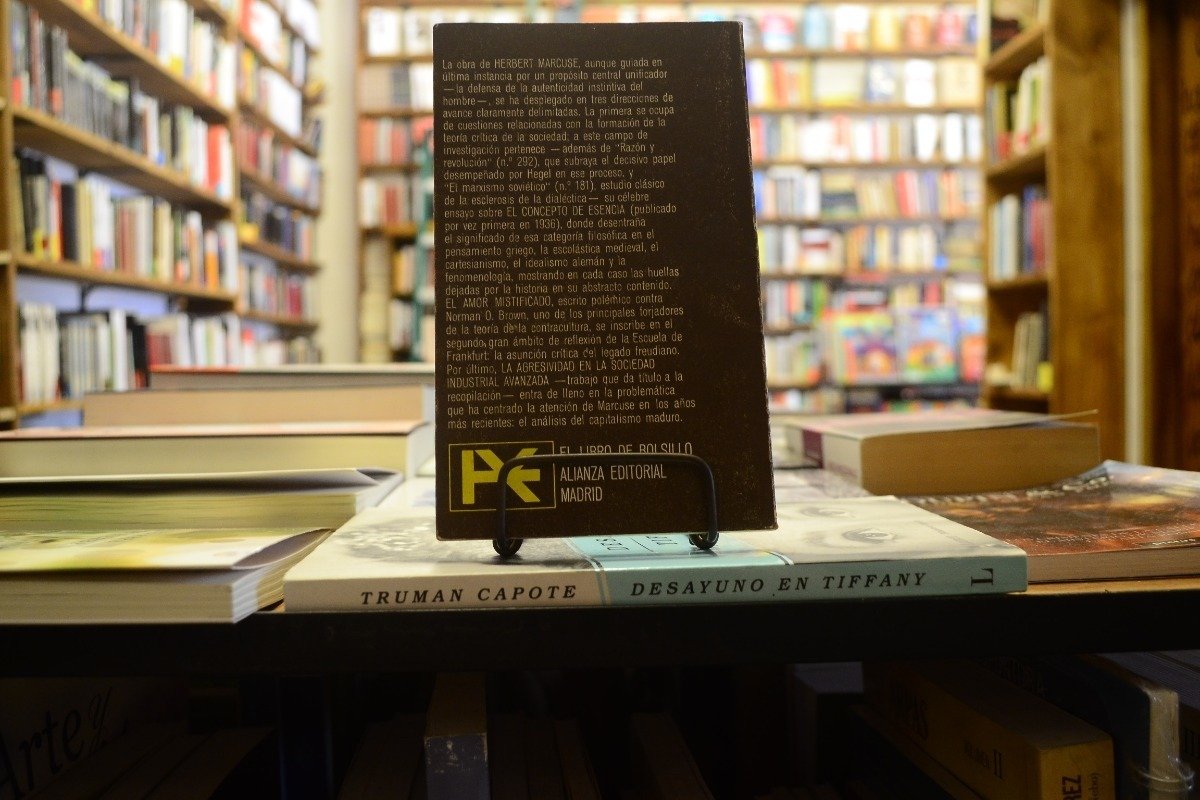 La obra de HERBERT MARCUSE, aunque guiada en
última instancia por un propósito central unificador
—la defensa de la autenticidad instintiva del
hombre—, se ha desplegado en tres direcciones de
avance claramente delimitadas. La primera se ocupa
de cuestiones relacionadas con la formación de la
teoría crítica de la sociedad; a este campo de
investigación pertenece —además de "Razón y
revolución" (n.º 292), que subraya el decisivo papel
desempeñado por Hegel en ese proceso, y
"El marxismo soviético" (n.º 181), estudio clásico
de la esclerosis de la dialéctica— su célebre
ensayo sobre EL CONCEPTO DE ESENCIA (publicado
por vez primera en 1936), donde desentraña
el significado de esa categoría filosófica en el
pensamiento griego, la escolástica medieval, el
cartesianismo, el idealismo alemán y la
fenomenología, mostrando en cada caso las huellas
dejadas por la historia en su abstracto contenido.
EL AMOR MISTIFICADO, escrito polémico contra
Norman O. Brown, uno de los principales forjadores
de la teoría de la contracultura, se inscribe en el
segundo gran ámbito de reflexión de la Escuela de
Frankfurt: la asunción crítica del legado freudiano.
Por último, LA AGRESIVIDAD EN LA SOCIEDAD
INDUSTRIAL AVANZADA —trabajo que da título a la
recopilación— entra de lleno en la problemática
que ha centrado la atención de Marcuse en los años
más recientes: el análisis del capitalismo maduro.
EL LIBRO DE BOLSILLO
ALIANZA EDITORIAL
MADRID
TRUMAN CAPOTE DESAYUNO EN TIFFANY L
Arte y
II